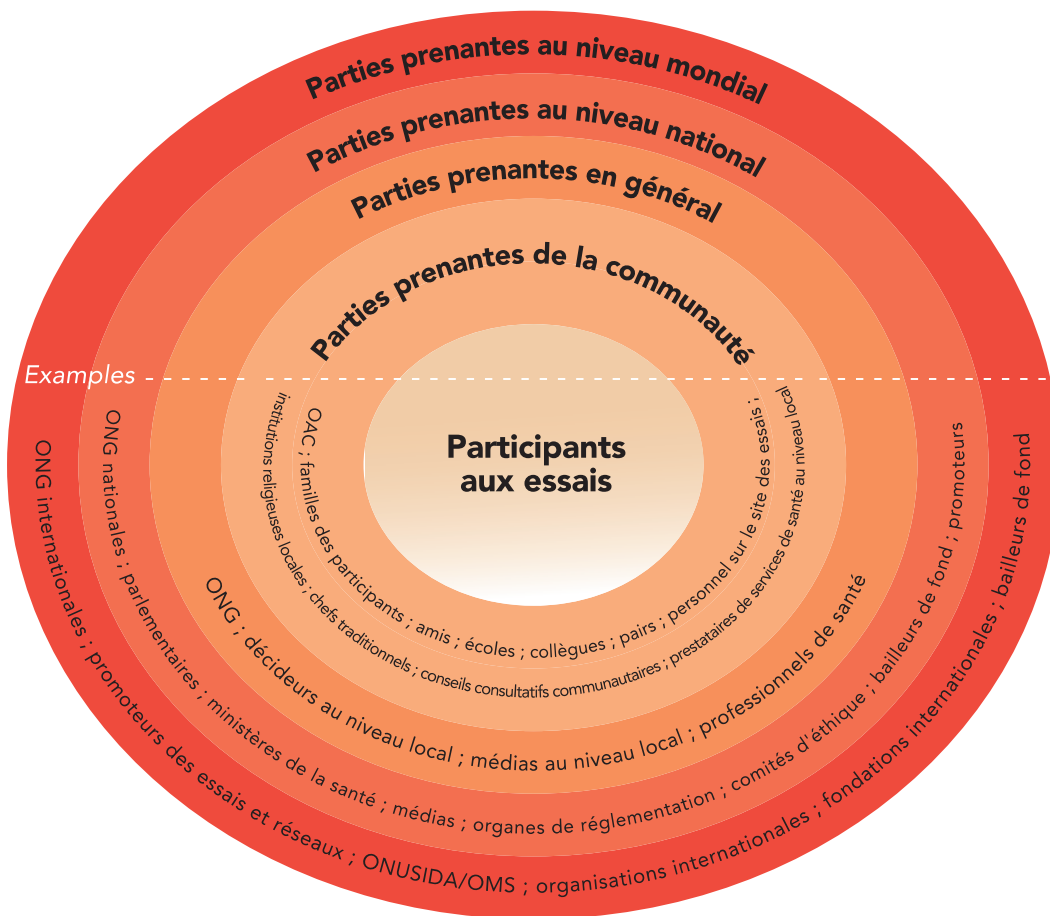 Parties prenantes au niveau mondial
Parties prenantes au niveau national
Parties prenantes en général
Parties prenantes de la communauté
Examples
Participants
aux essais
OAC ; familles des participants ; amis ; écoles ; collègues ; pairs ; personnel sur le site des essais ;
institutions religieuses locales ; chefs traditionnels ; conseils consultatifs communautaires ; prestataires de services de santé au niveau local
ONG ; décideurs au niveau local ; médias au niveau local ; professionnels de santé
ONG nationales ; parlementaires ; ministères de la santé ; médias ; organes de réglementation ; comités d'éthique ; bailleurs de fond ; promoteurs
ONG internationales ; promoteurs des essais et réseaux ; ONUSIDA/OMS ; organisations internationales ; fondations internationales ; bailleurs de fond